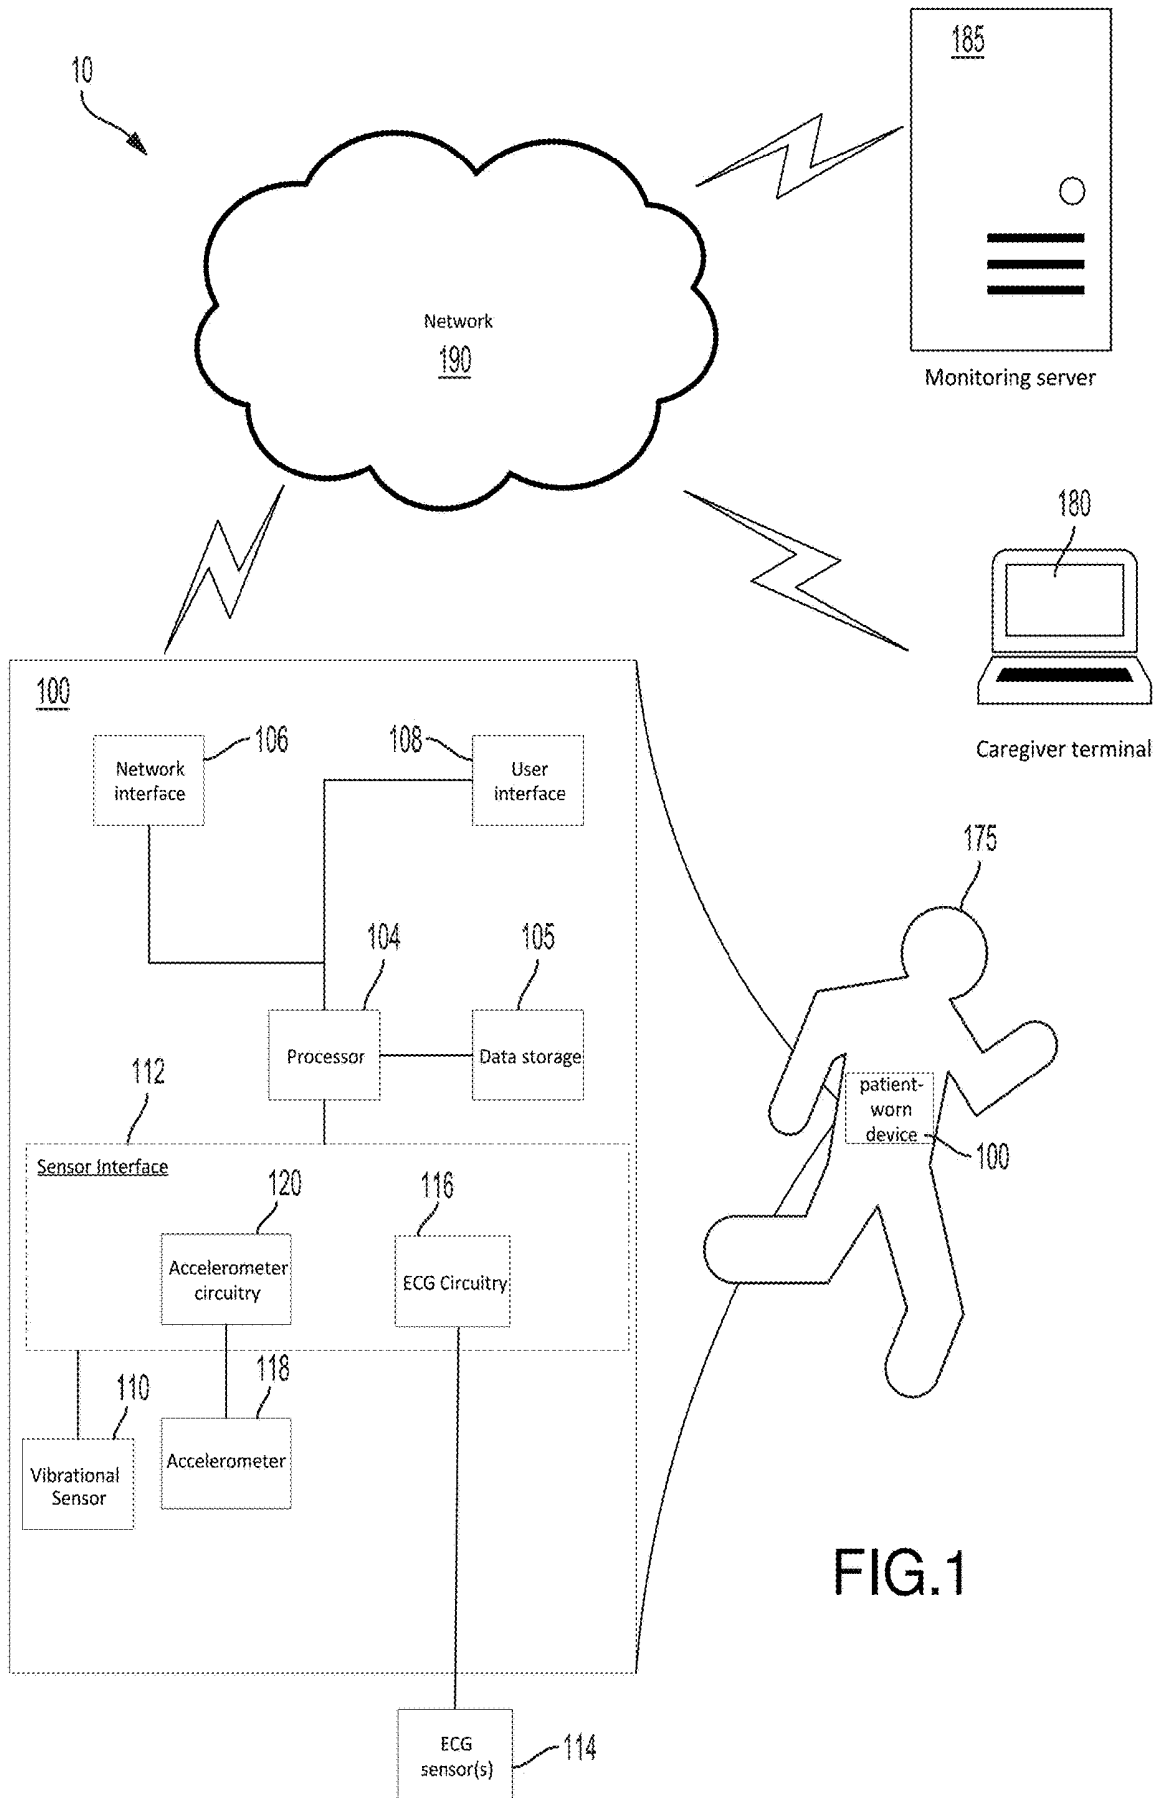 185
10
Network
190
Monitoring server
180
100
106
108
Network
interface
User
interface
Caregiver terminal
175
104
105
Processor
Data storage
112
patient-
worn
device
100
Sensor Interface
120
116
Accelerometer
circuitry
ECG Circuitry
118
110
Accelerometer
Vibrational
Sensor
FIG.1
ECG
sensor(s)
114